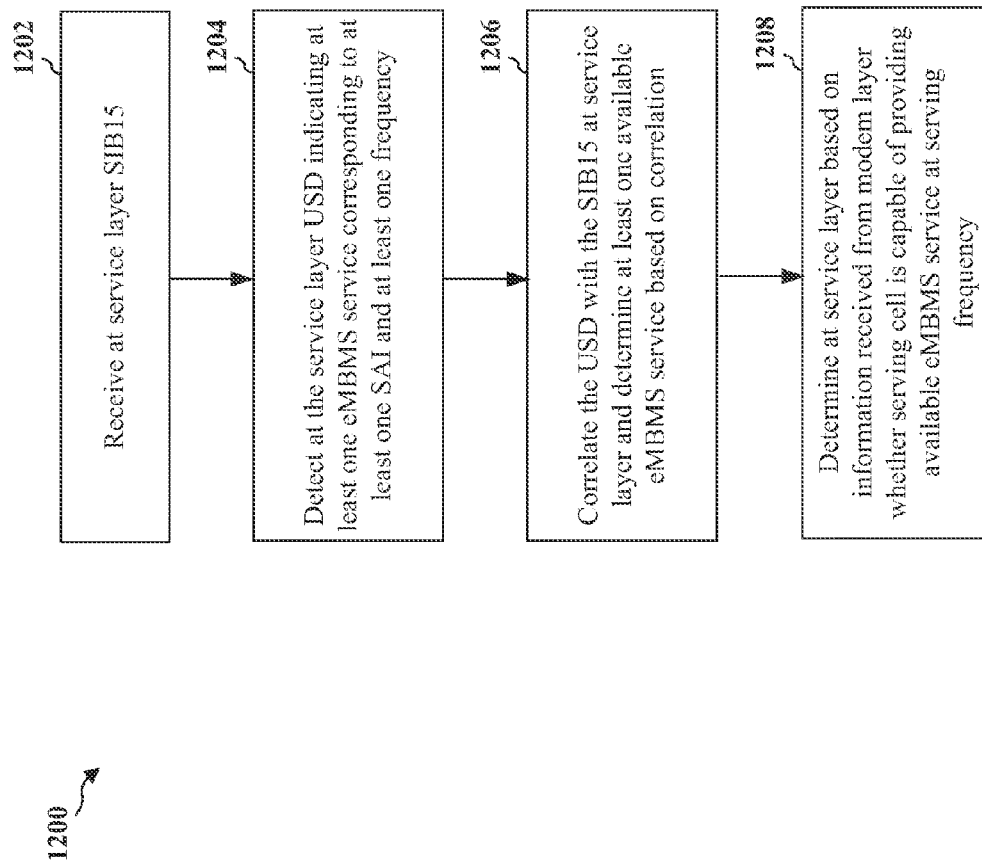 1200
1202
Receive at service layer SIB15
1204
Detect at the service layer USD indicating at
least one eMBMS service corresponding to at
least one SAI and at least one frequency
1206
Correlate the USD with the SIB15 at service
layer and determine at least one available
eMBMS service based on correlation
1208
Determine at service layer based on
information received from modem layer
whether serving cell is capable of providing
available eMBMS service at serving
frequency